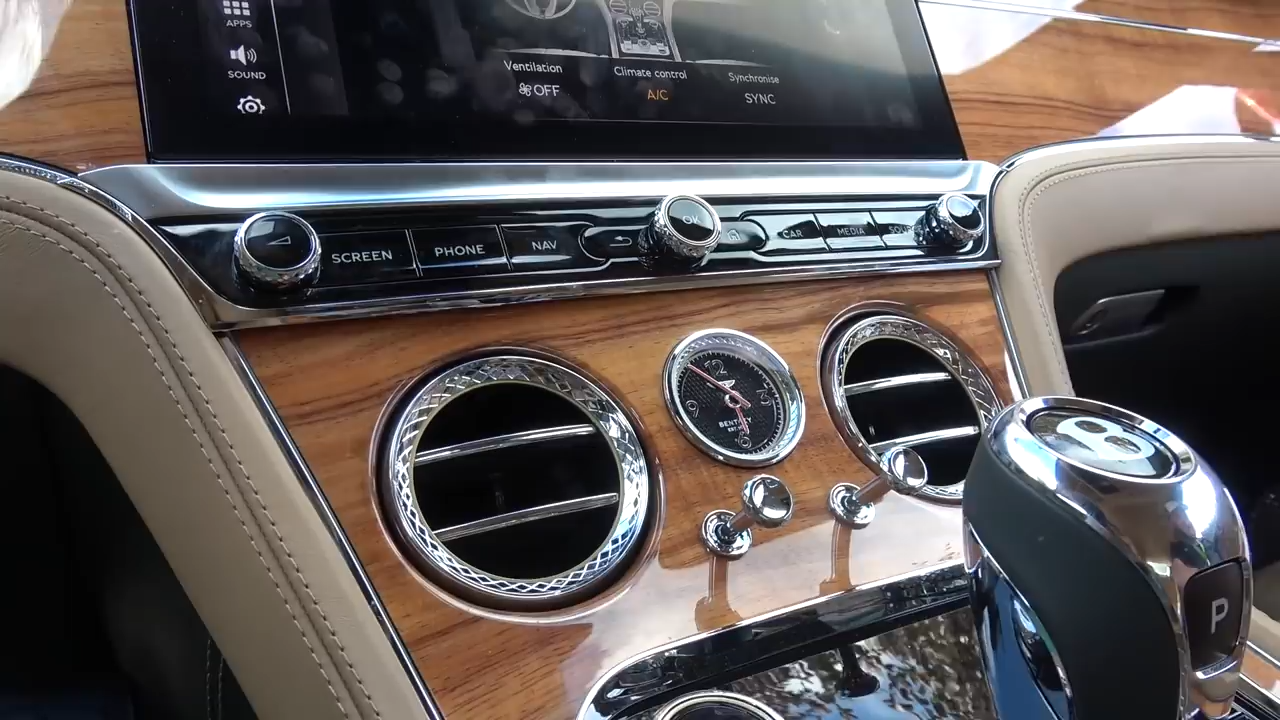 APPS
SOUND
Ventilation
OFF
Climate control
A/C
Synchronise
SYNC
SCREEN
PHONE
NAV
OK
CAR
MEDIA
12
3
9
6
BENTLEY
P